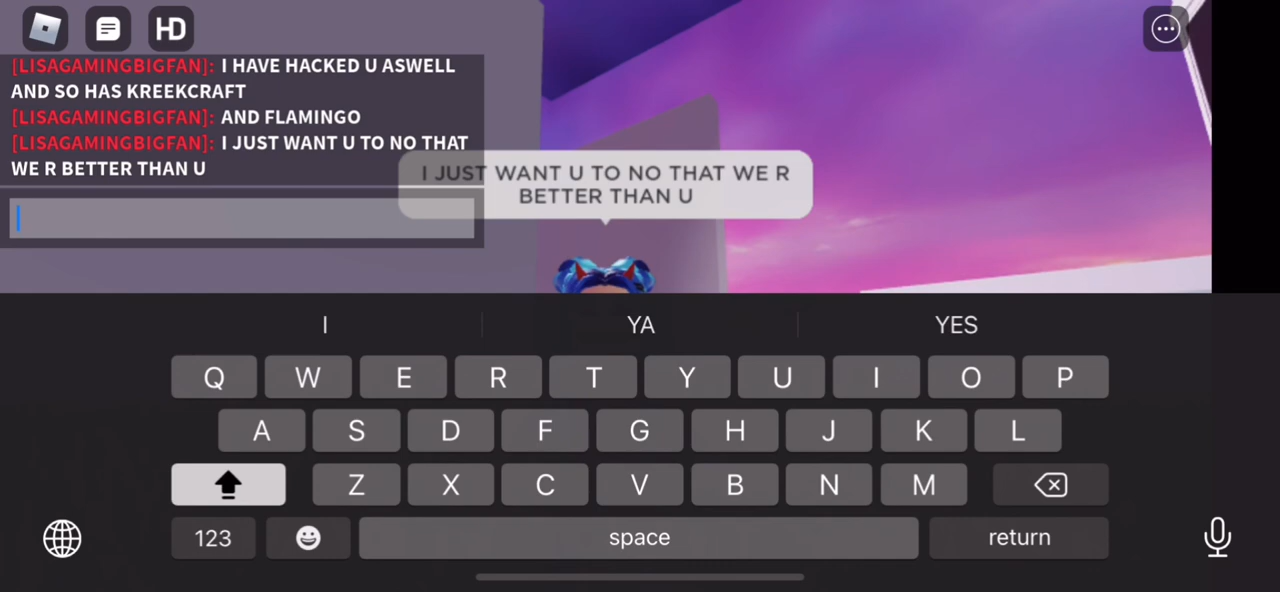 HD
[LISAGAMINGBIGFAN]: I HAVE HACKED U ASWELL
AND SO HAS KREEKCRAFT
[LISAGAMINGBIGFAN]: AND FLAMINGO
[LISAGAMINGBIGFAN]: I JUST WANT U TO NO THAT
WE R BETTER THAN U
I JUST WANT U TO NO THAT WE R
BETTER THAN U
I YA YES
Q W E R T Y U I O P
A S D F G H J K L
Z X C V B N M
123 space return